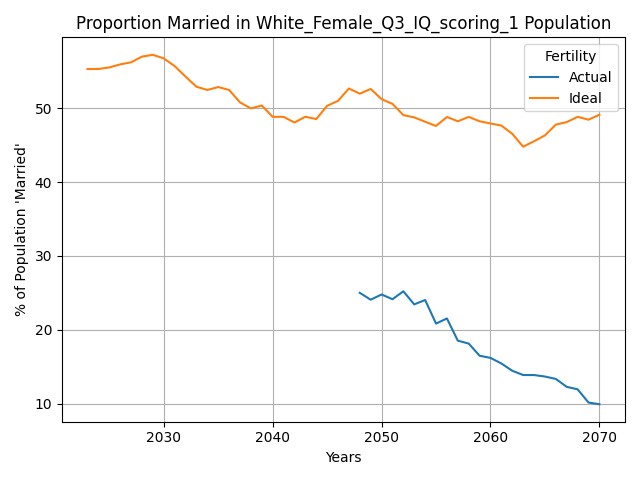 Proportion Married in White_Female_Q3_IQ_scoring_1 Population
% of Population 'Married'
50
40
30
20
10
Fertility
Actual
Ideal
2030
2040
2050
2060
2070
Years